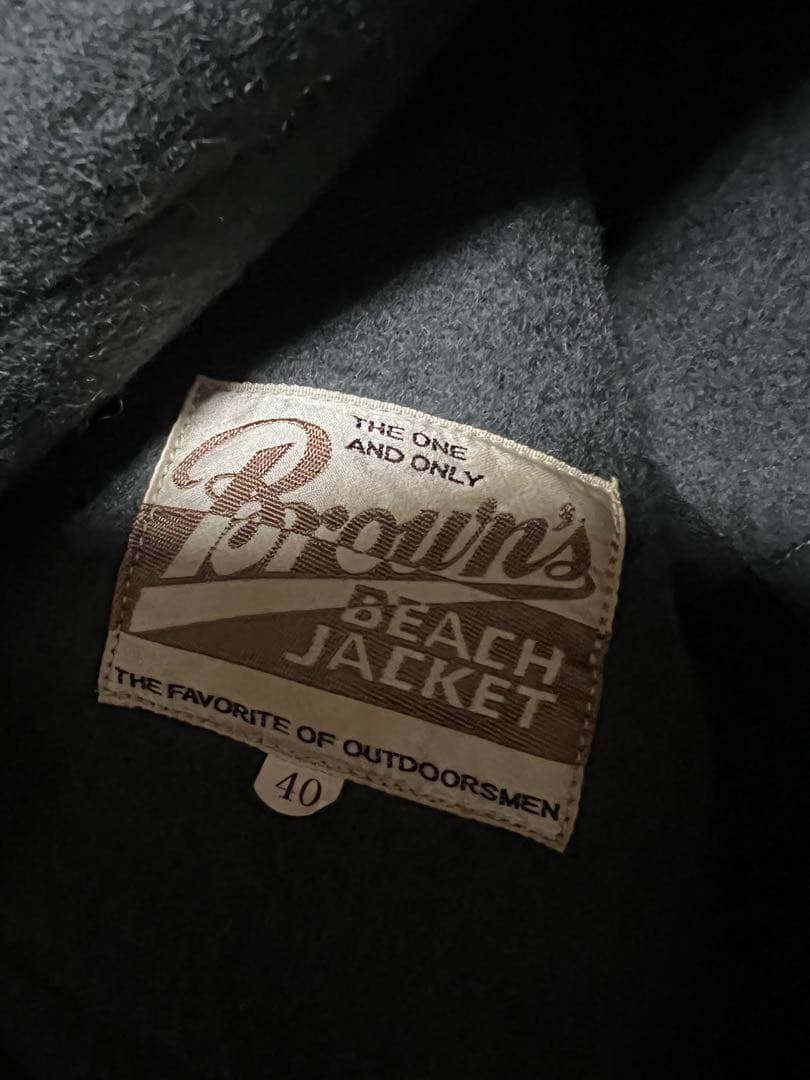 THE ONE
AND ONLY
Brown's
BEACH
JACKET
THE FAVORITE OF OUTDOORSMEN
40